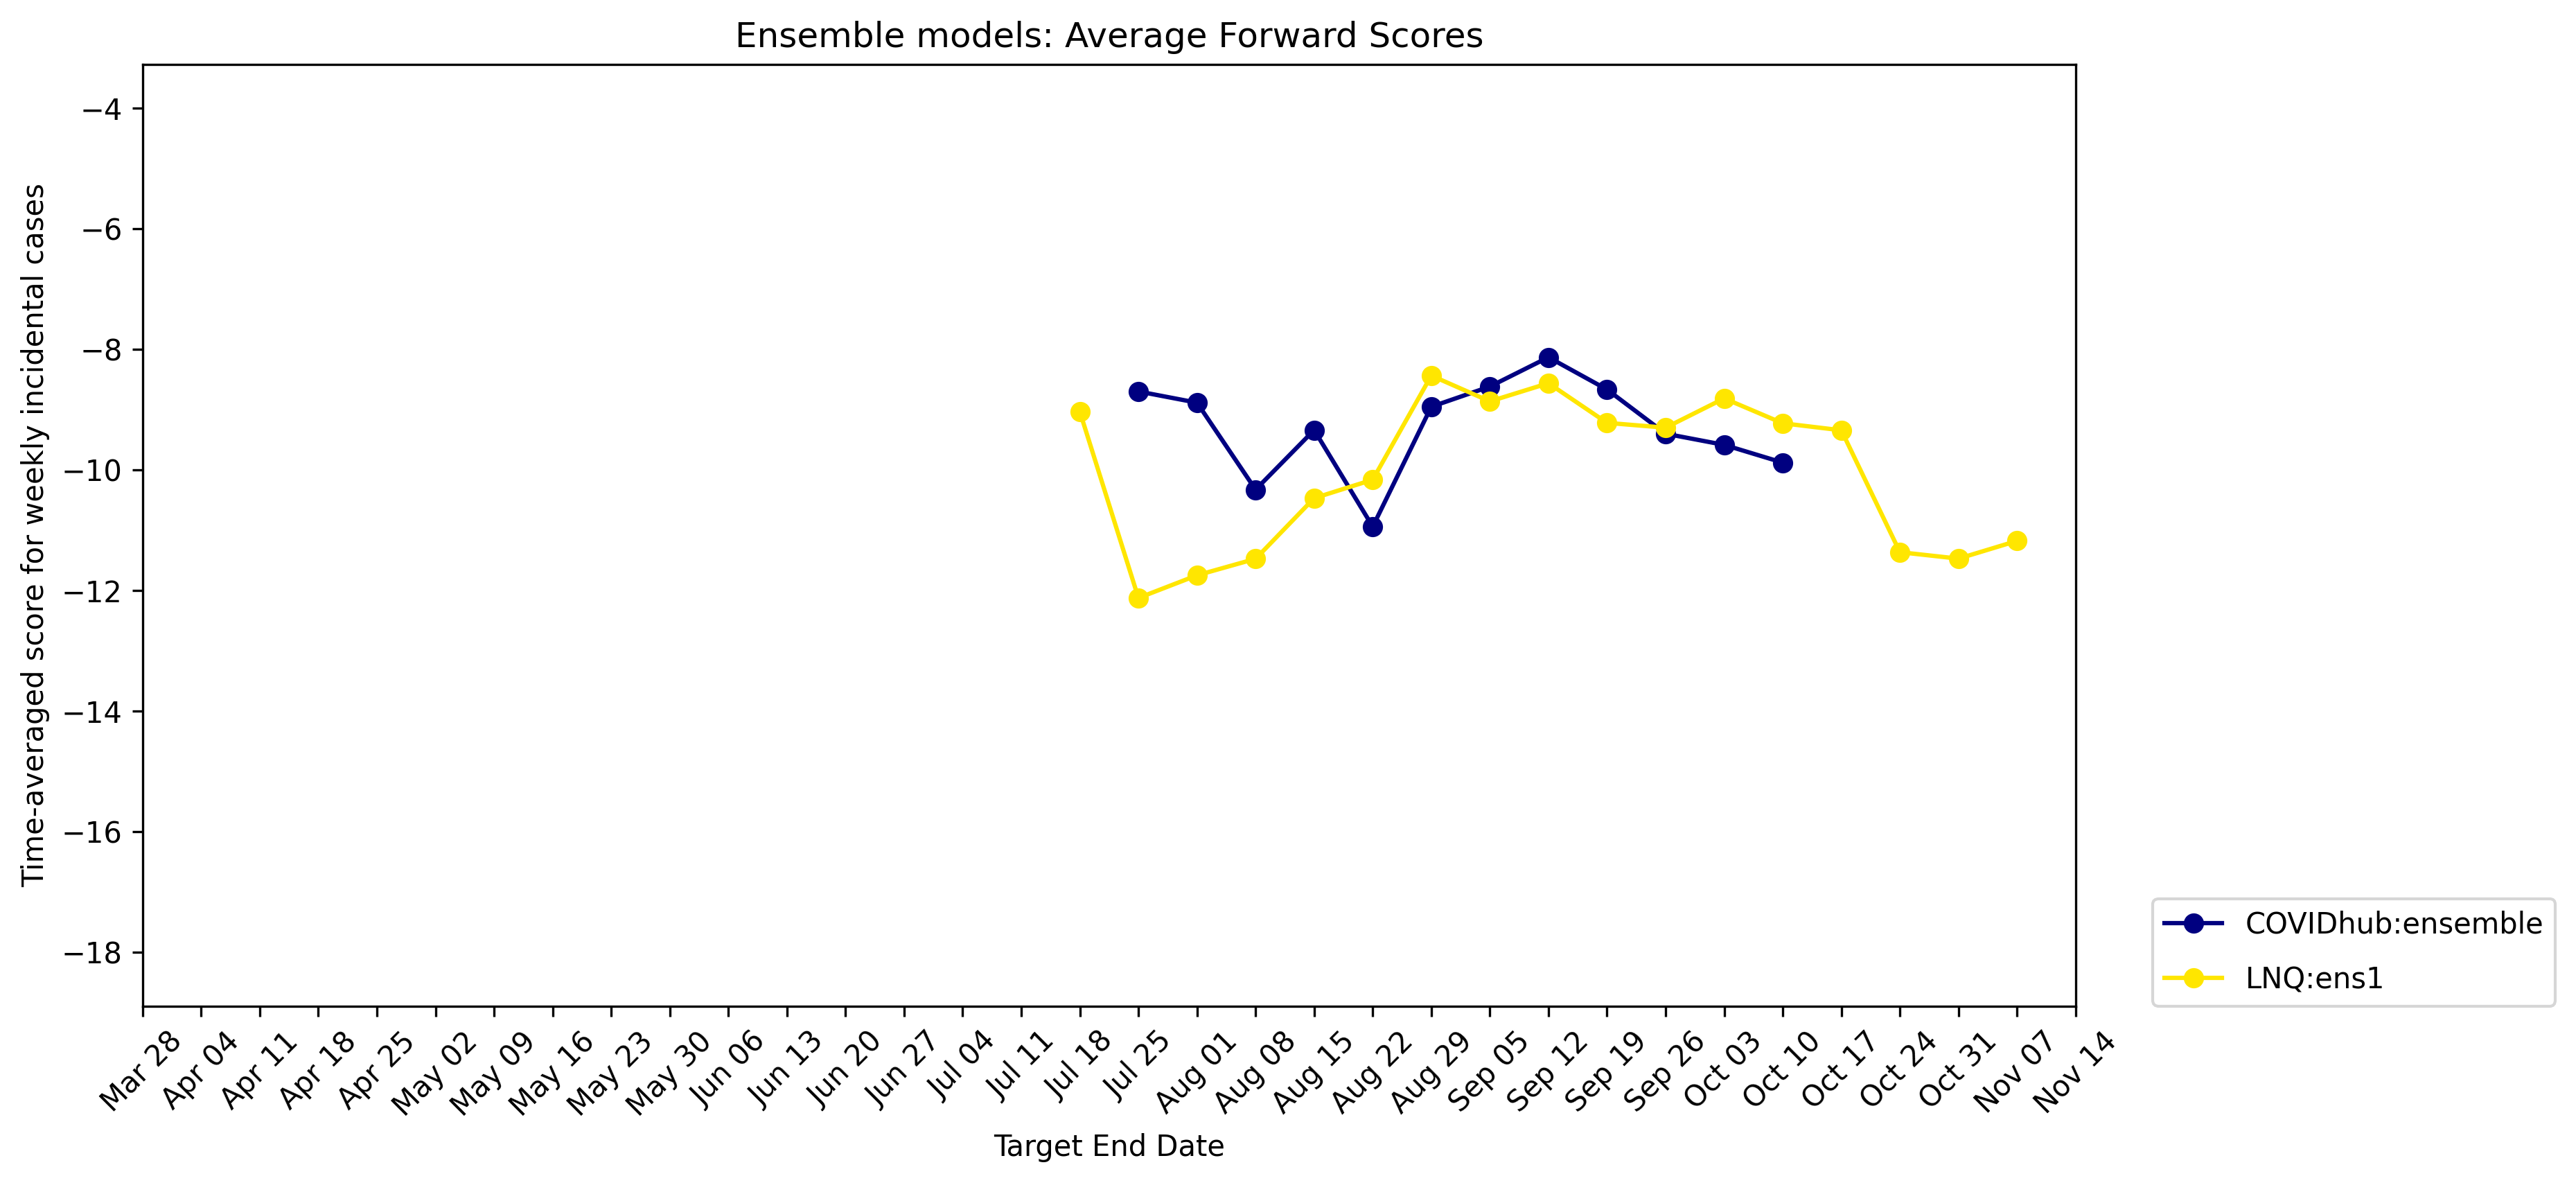 Ensemble models: Average Forward Scores
Time-averaged score for weekly incidental cases
−4
−6
−8
−10
−12
−14
−16
−18
Mar 28
Apr 04
Apr 11
Apr 18
Apr 25
May 02
May 09
May 16
May 23
May 30
Jun 06
Jun 13
Jun 20
Jun 27
Jul 04
Jul 11
Jul 18
Jul 25
Aug 01
Aug 08
Aug 15
Aug 22
Aug 29
Aug 05
Sep 12
Sep 19
Sep 26
Oct 03
Oct 10
Oct 17
Oct 24
Oct 31
Nov 07
Nov 14
Target End Date
COVIDhub:ensemble
LNQ:ens1